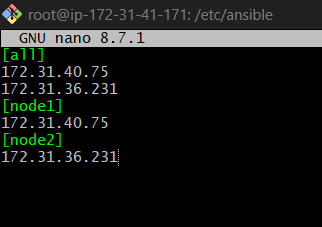 root@ip-172-31-41-171: /etc/ansible
GNU nano 8.7.1
[all]
172.31.40.75
172.31.36.231
[node1]
172.31.40.75
[node2]
172.31.36.231